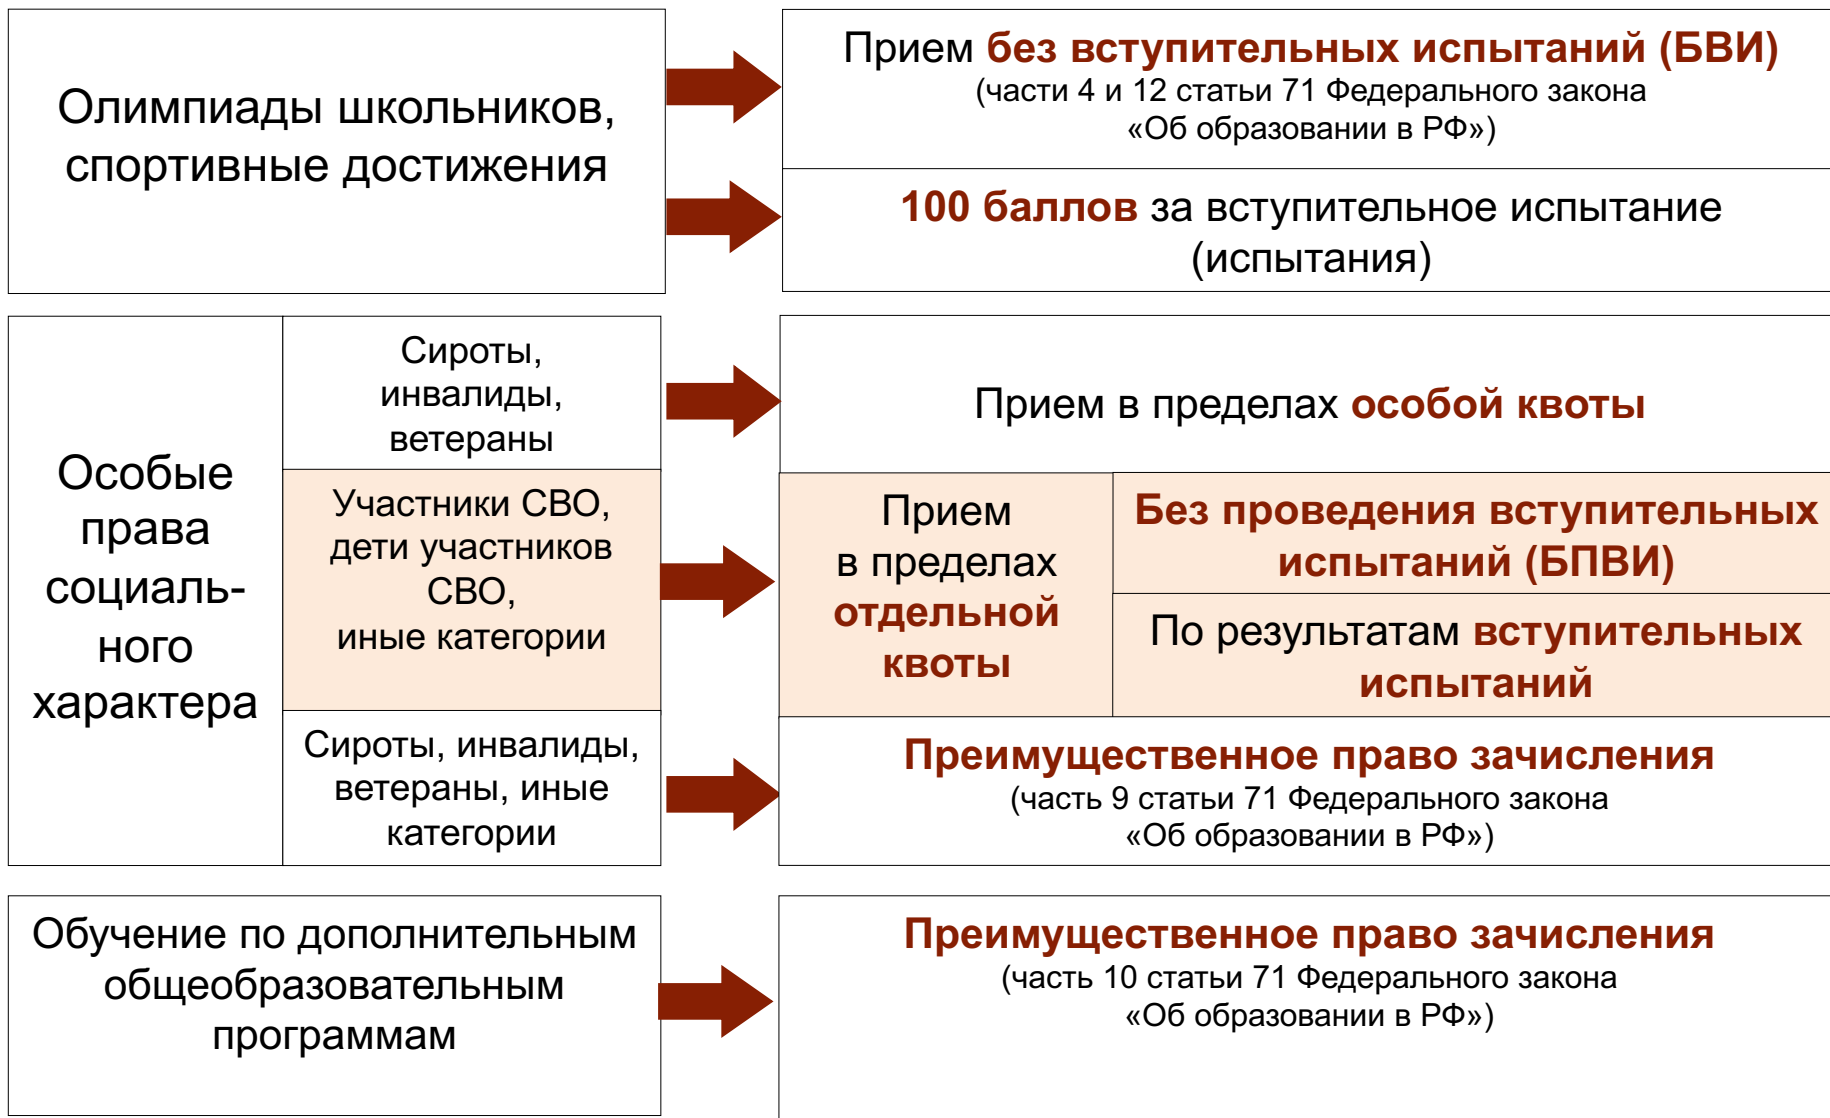 Олимпиады школьников,
спортивные достижения
Прием без вступительных испытаний (БВИ)
(части 4 и 12 статьи 71 Федерального закона
«Об образовании в РФ»)
100 баллов за вступительное испытание
(испытания)
Особые
права
социаль-
ного
характера
Сироты,
инвалиды,
ветераны
Прием в пределах особой квоты
Участники СВО,
дети участников
СВО,
иные категории
Прием
в пределах
отдельной
квоты
Без проведения вступительных
испытаний (БПВИ)
По результатам вступительных
испытаний
Сироты, инвалиды,
ветераны, иные
категории
Преимущественное право зачисления
(часть 9 статьи 71 Федерального закона
«Об образовании в РФ»)
Обучение по дополнительным
общеобразовательным
программам
Преимущественное право зачисления
(часть 10 статьи 71 Федерального закона
«Об образовании в РФ»)